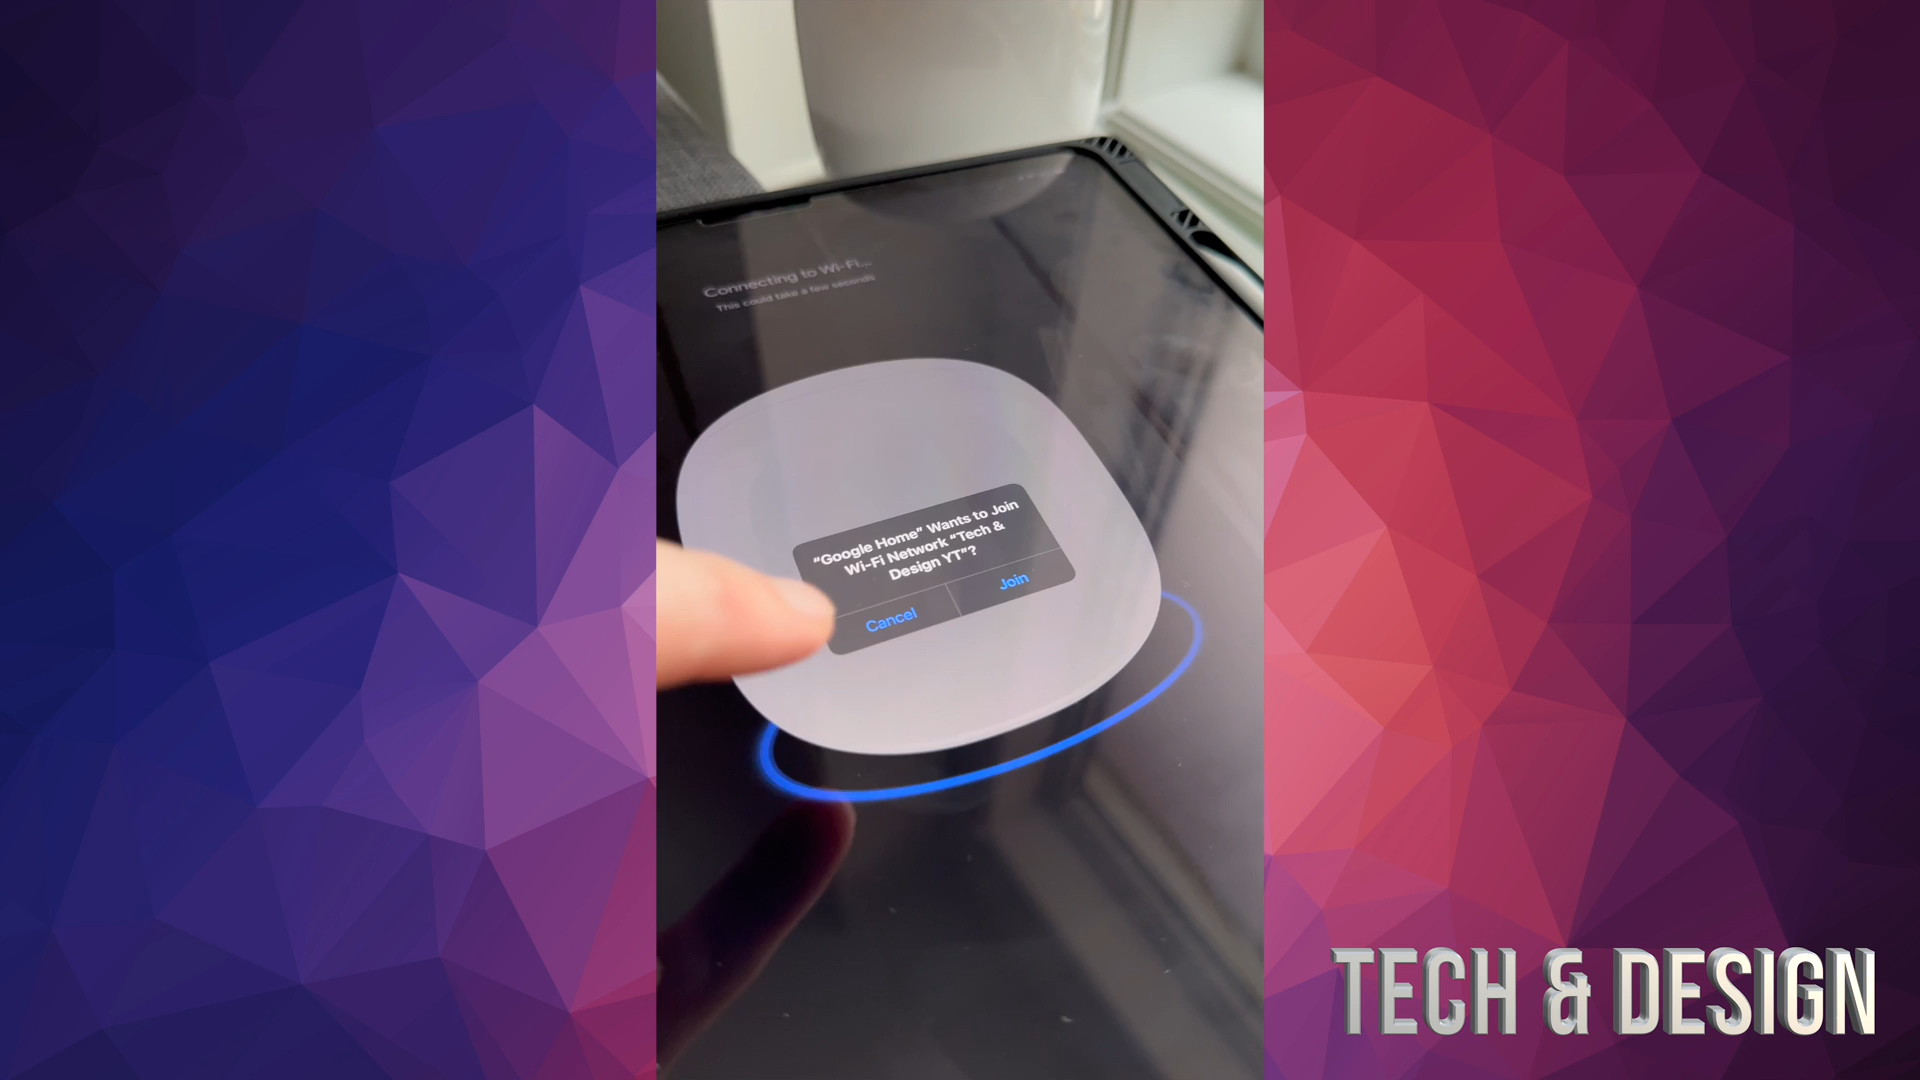 Connecting to Wi-Fi...
This could take a few seconds
"Google Home" Wants to Join
Wi-Fi Network "Tech &
Design YT"?
Cancel
Join
TECH & DESIGN